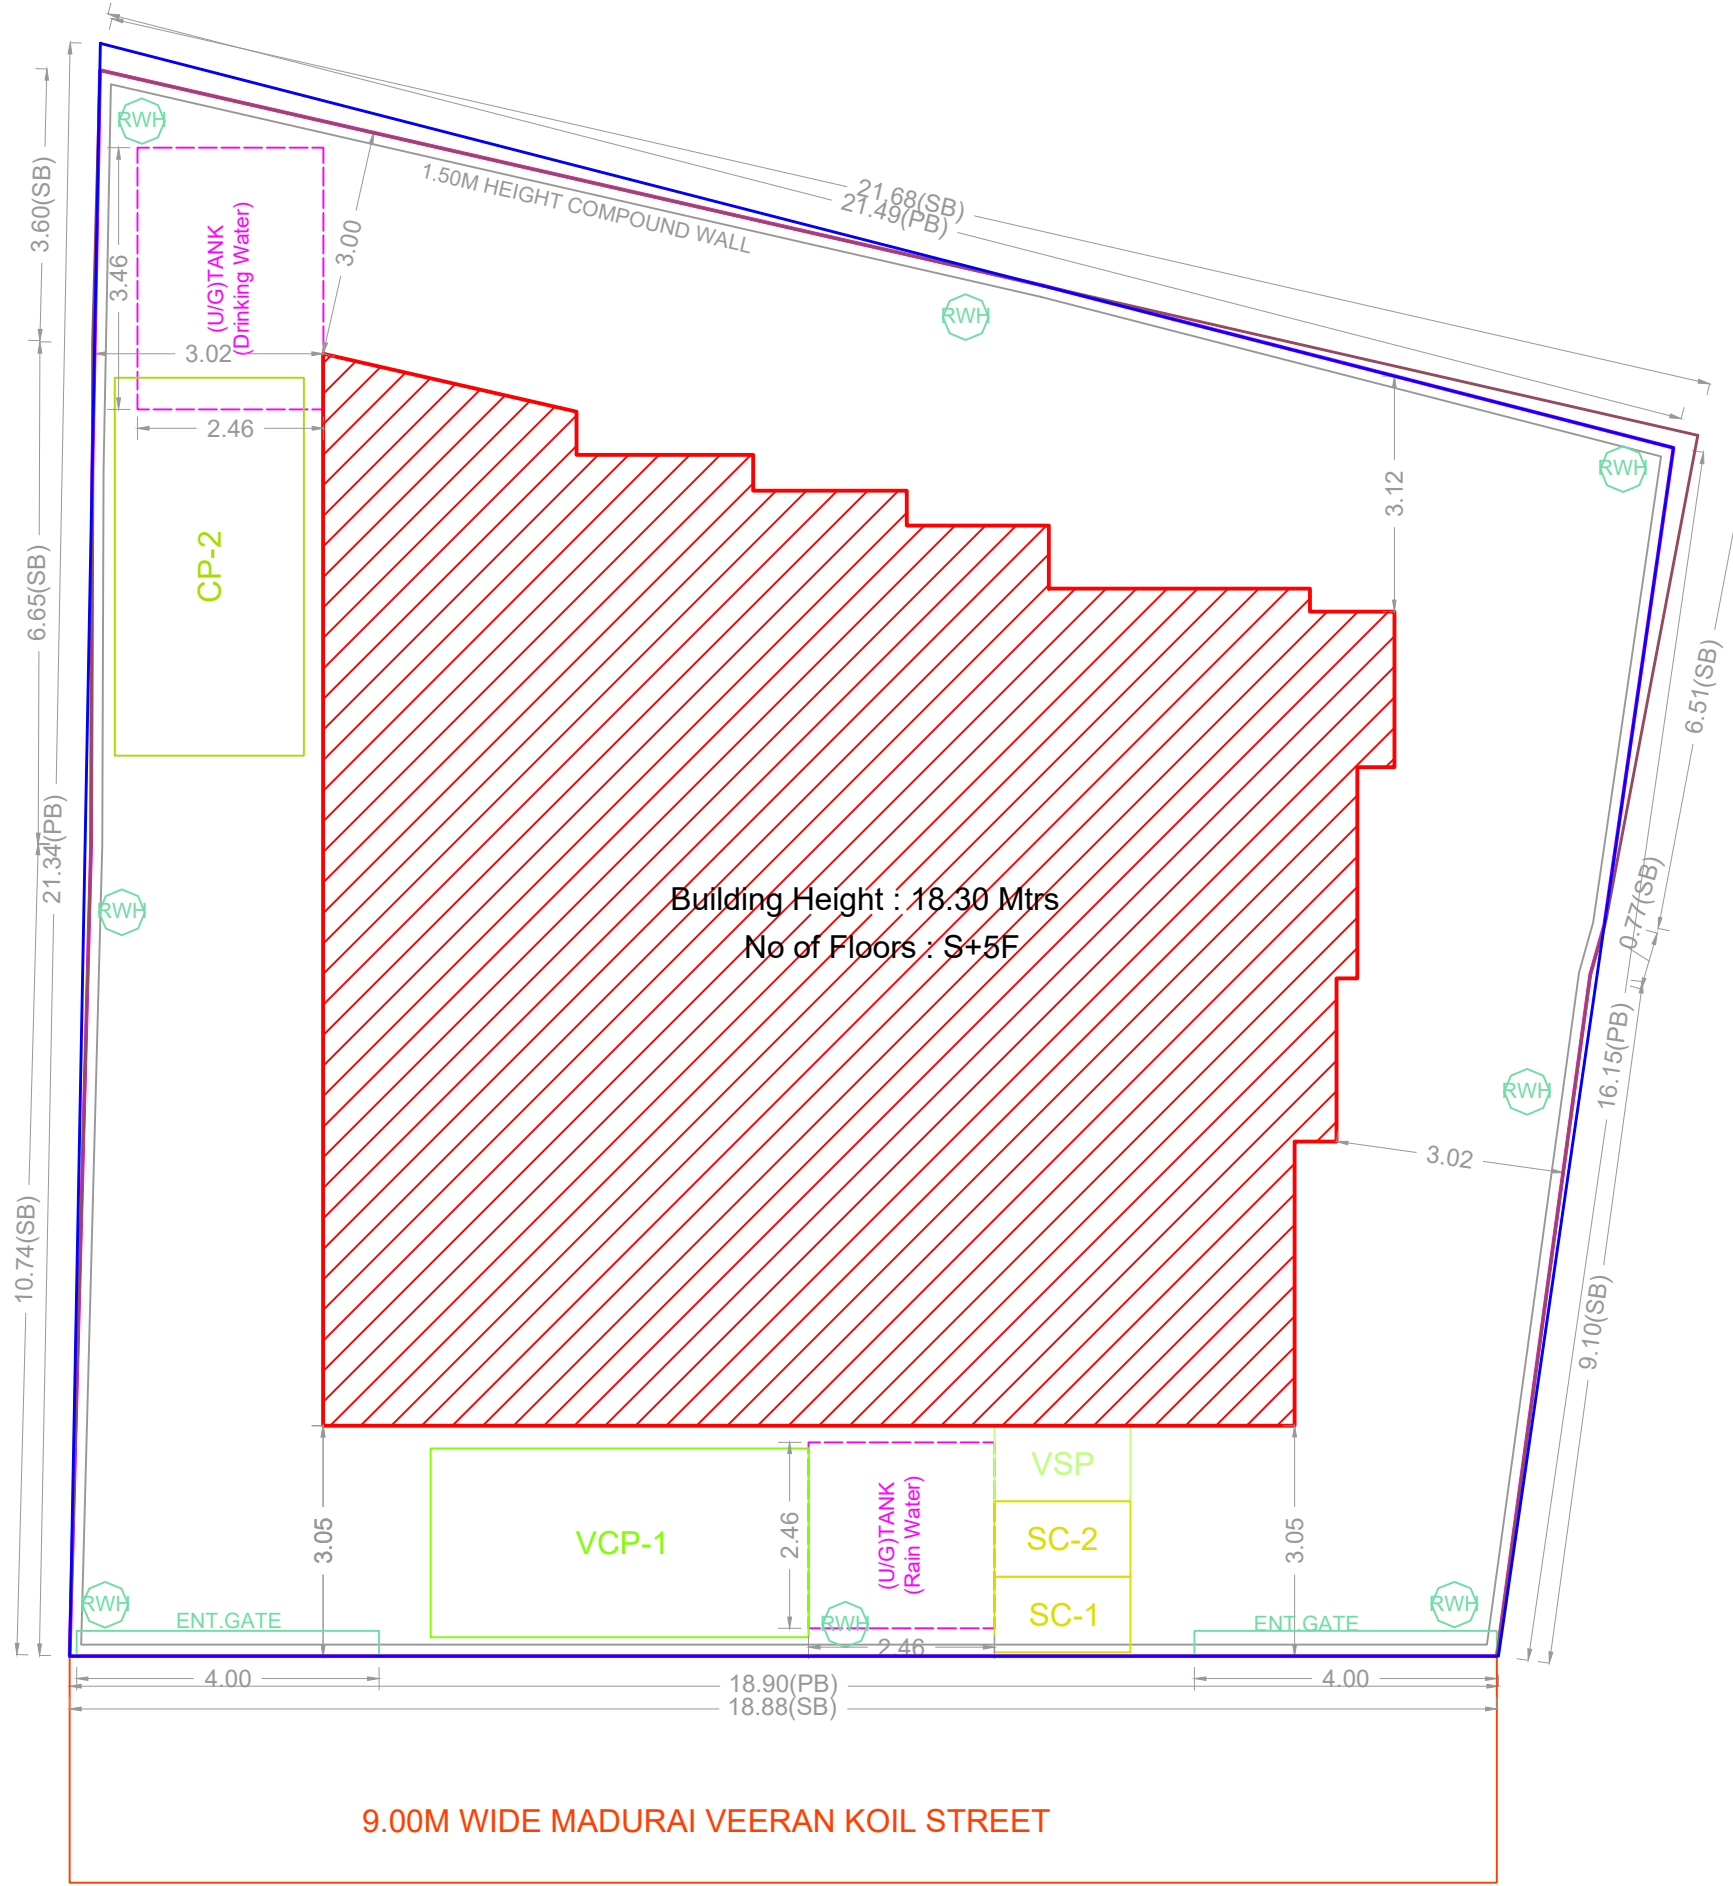 21.68(SB)
21.49(PB)
RWH
1.50M HEIGHT COMPOUND WALL
3.60(SB)
3.46
(U/G)TANK
(Drinking Water)
3.00
RWH
3.02
2.46
RWH
3.12
CP-2
6.65(SB)
6.51(SB)
21.34(PB)
RWH
Building Height : 18.30 Mtrs
No of Floors : S+5F
0.77(SB)
16.15(PB)
RWH
3.02
10.74(SB)
9.10(SB)
3.05
VCP-1
2.46
(U/G)TANK
(Rain Water)
VSP
SC-2
SC-1
3.05
RWH
ENT.GATE
RWH
2.46
ENT.GATE
RWH
4.00
18.90(PB)
4.00
18.88(SB)
9.00M WIDE MADURAI VEERAN KOIL STREET